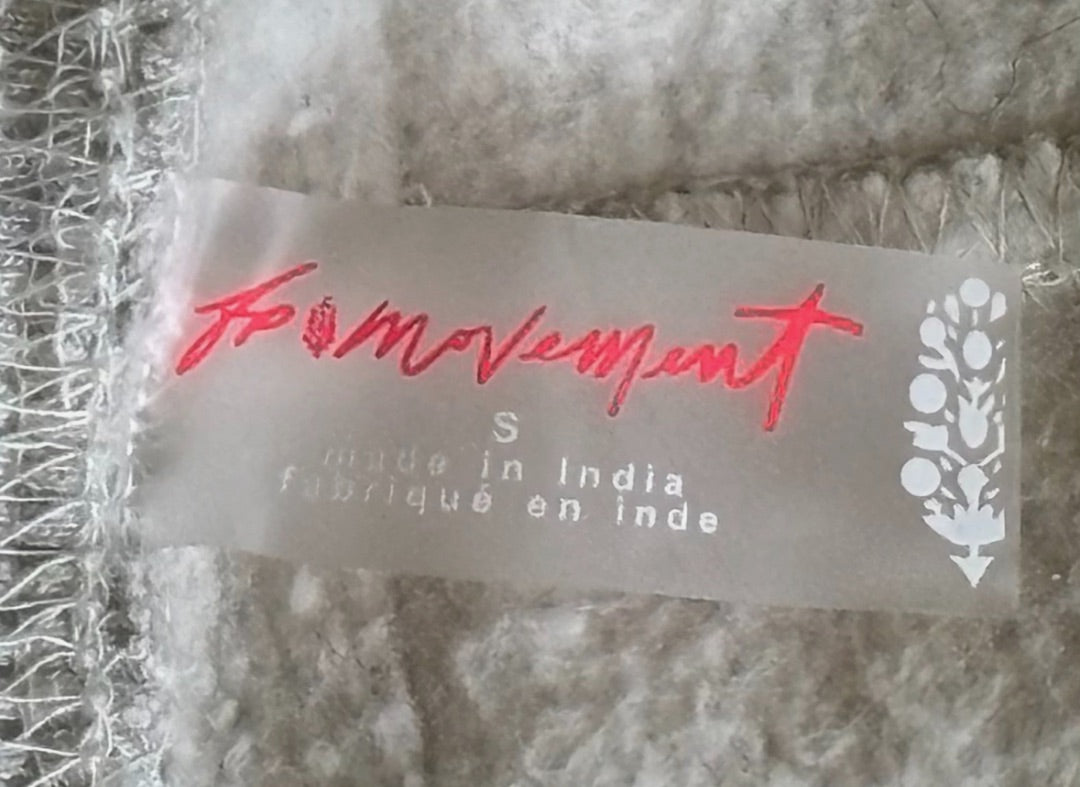 fp movement
S
made in India
fabriqué en inde